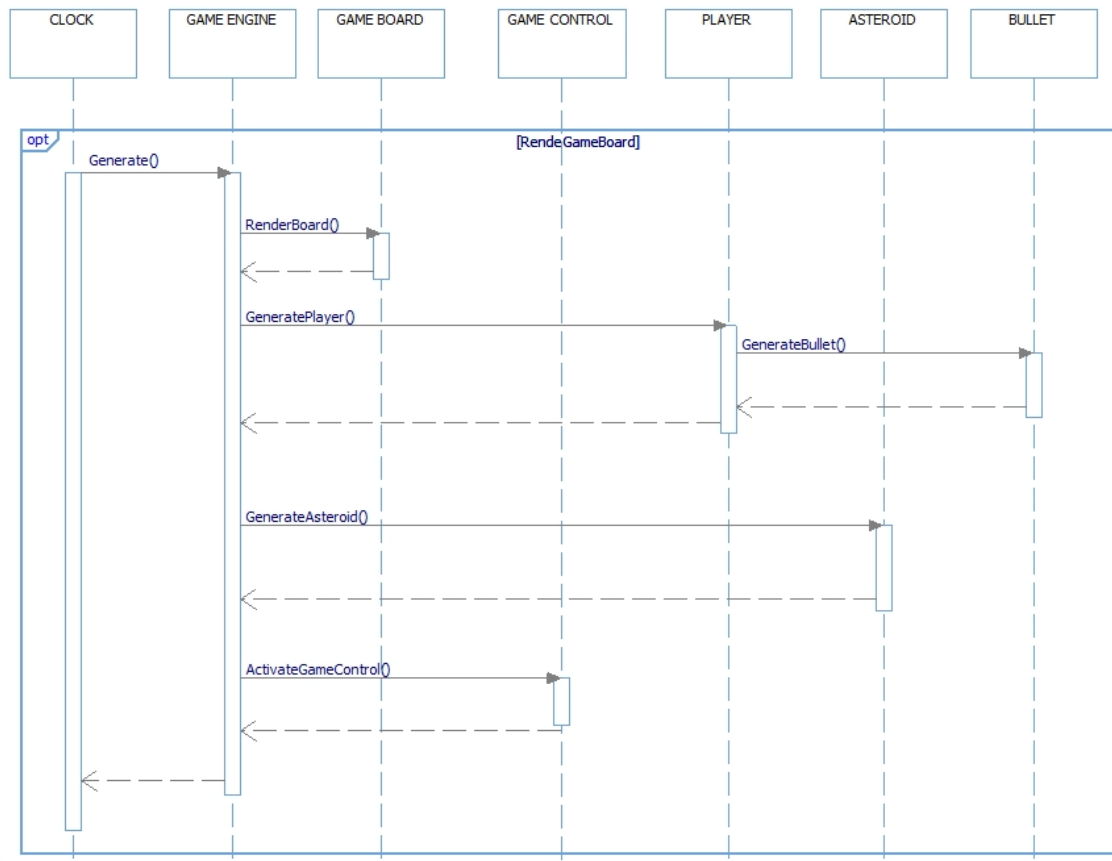 CLOCK
GAME ENGINE
GAME BOARD
GAME CONTROL
PLAYER
ASTEROID
BULLET
opt
[RendeGameBoard]
Generate()
RenderBoard()
GeneratePlayer()
GenerateBullet()
GenerateAsteroid()
ActivateGameControl()